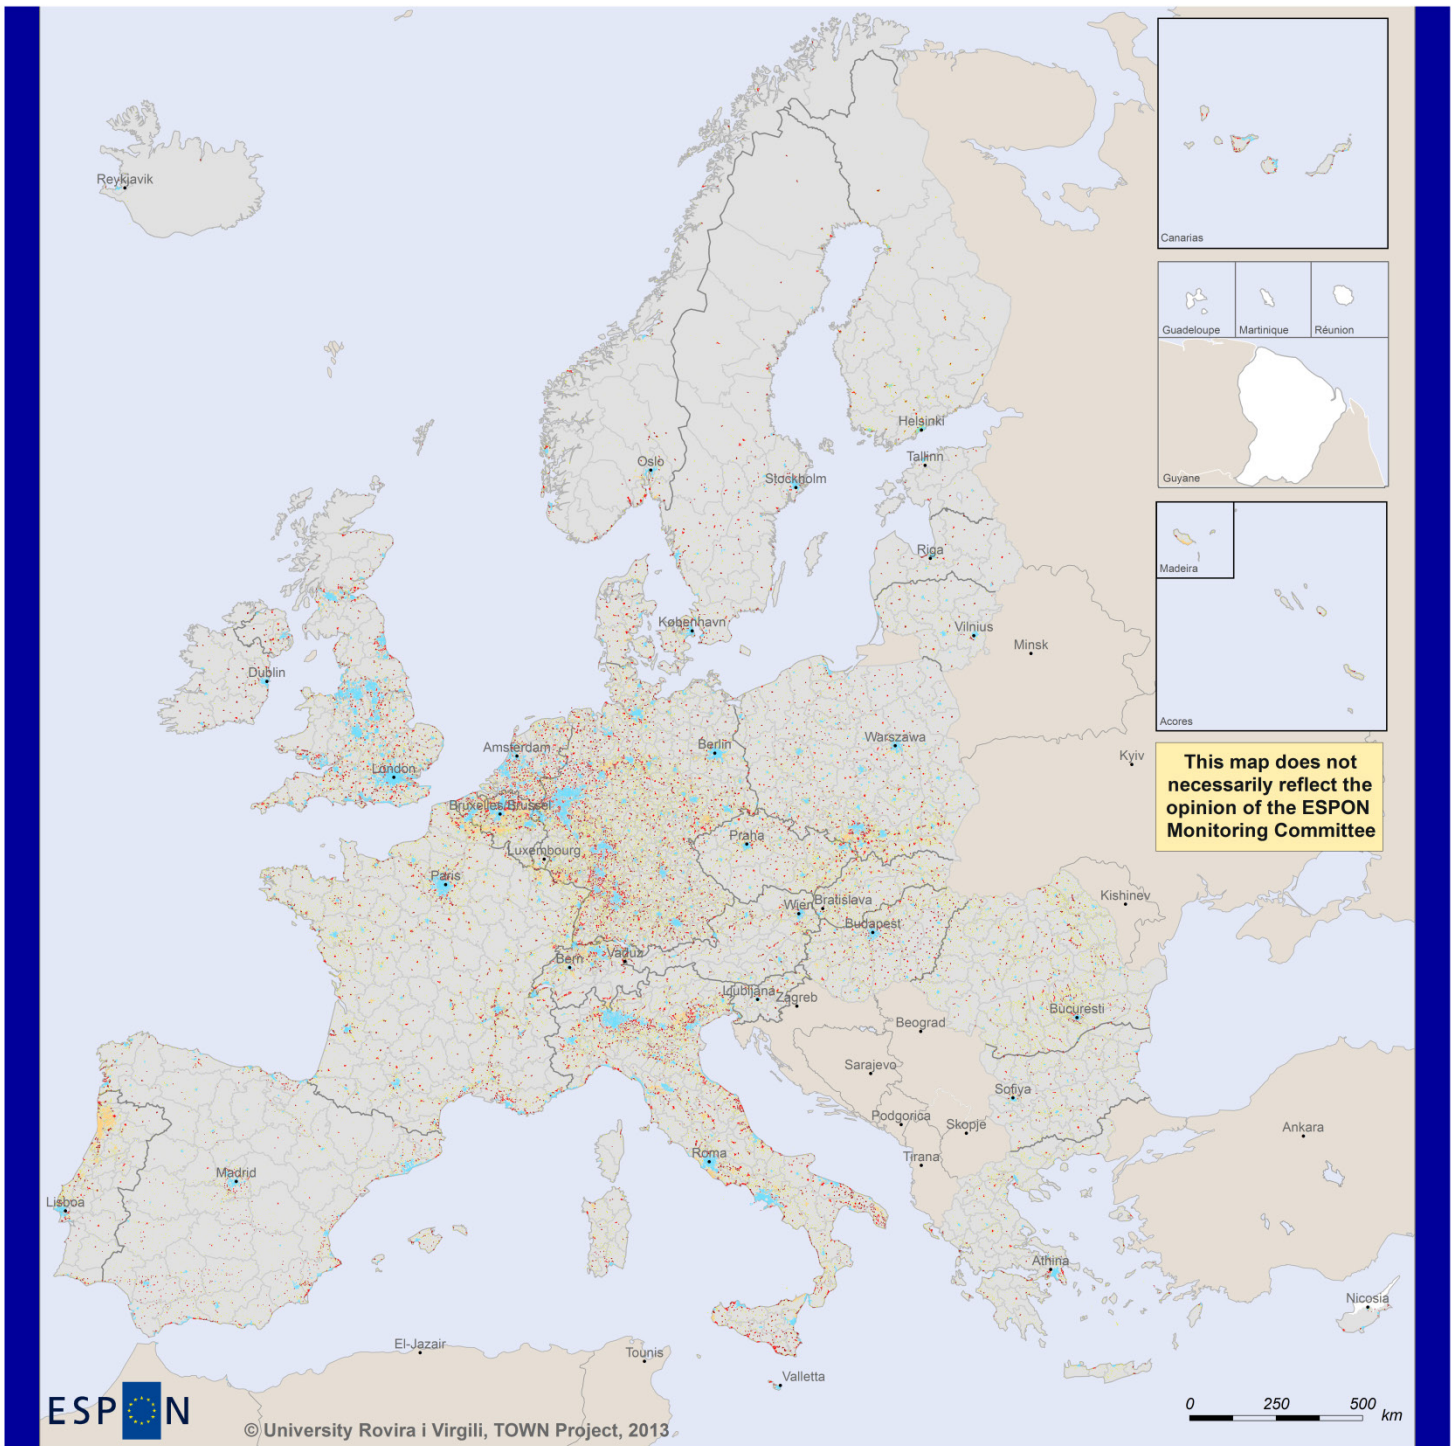 Reykjavik
Canarias
Guadeloupe
Martinique
Réunion
Guyane
Helsinki
Tallinn
Oslo
Stockholm
Riga
Madeira
Acores
København
Vilnius
Minsk
Dublin
Amsterdam
Berlin
Warszawa
Kyiv
London
Bruxelles/Brussel
Praha
Luxembourg
Paris
Wien
Bratislava
Kishinev
Budapest
Bern
Vaduz
Ljubljana
Zagreb
Bucuresti
Beograd
Sarajevo
Sofiya
Podgorica
Skopje
Ankara
Tirana
Roma
Madrid
Lisboa
Athina
Nicosia
El-Jazair
Tounis
Valletta
This map does not
necessarily reflect the
opinion of the ESPON
Monitoring Committee
ESPON
© University Rovira i Virgili, TOWN Project, 2013
0 250 500
km